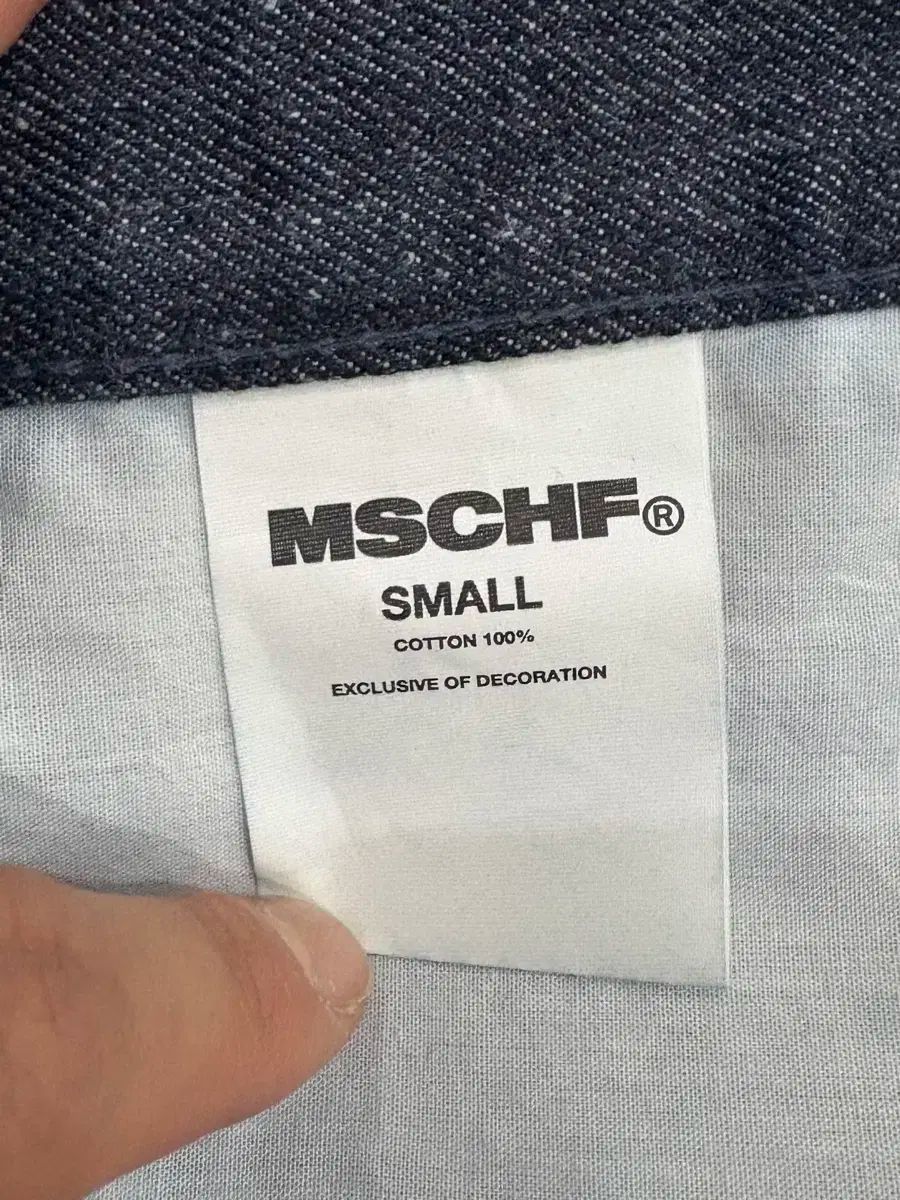 MSCHF®
SMALL
COTTON 100%
EXCLUSIVE OF DECORATION